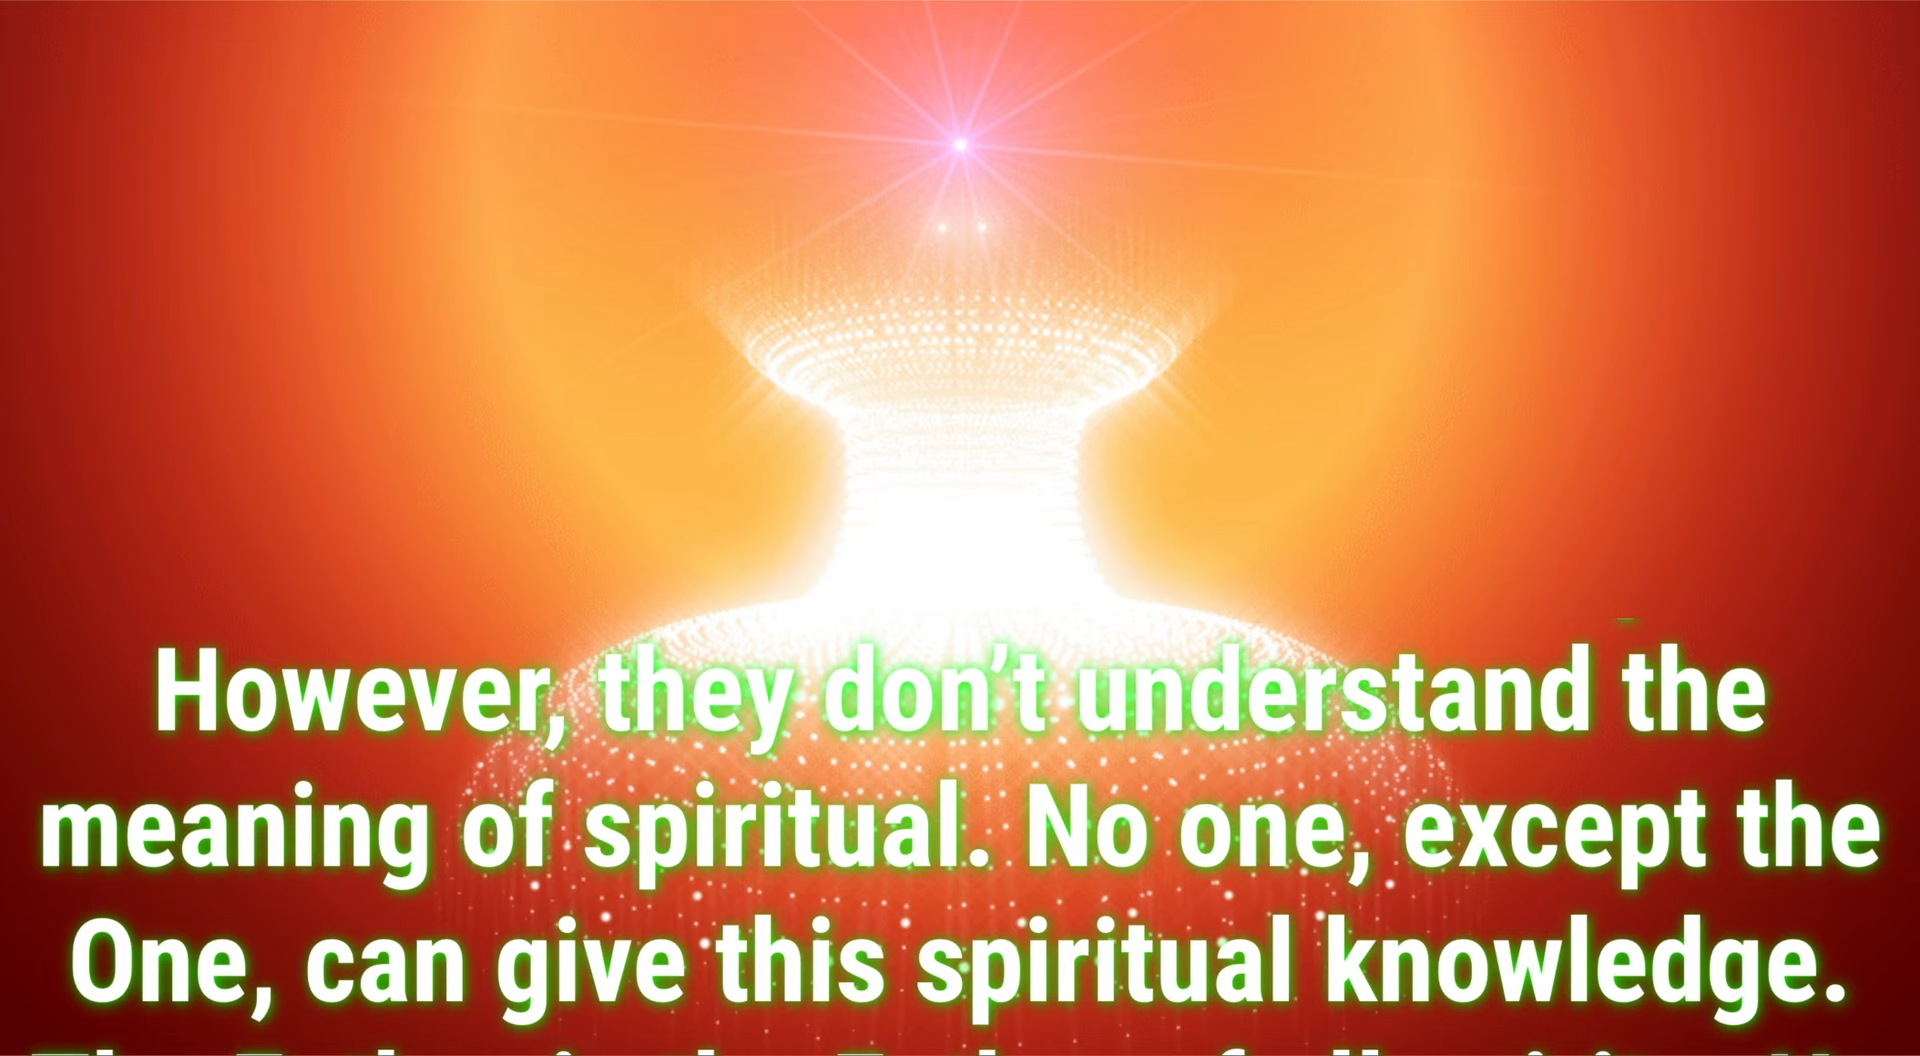 However, they don’t understand the
meaning of spiritual. No one, except the
One, can give this spiritual knowledge.